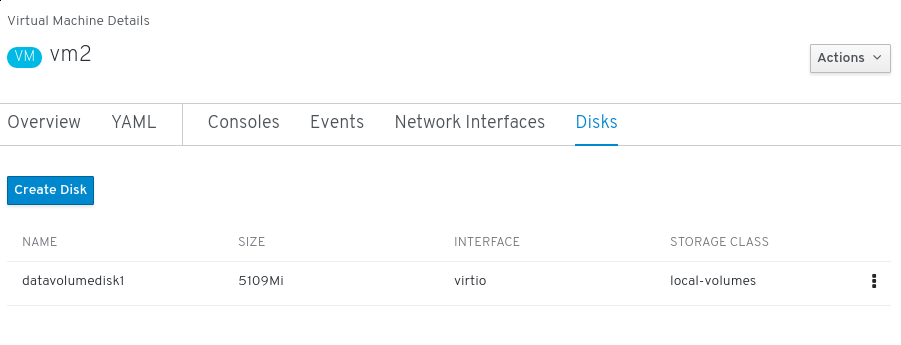 Virtual Machine Details
VM vm2
Actions
Overview YAML Consoles Events Network Interfaces Disks
Create Disk
NAME SIZE INTERFACE STORAGE CLASS
datavolumedisk1 5109Mi virtio local-volumes